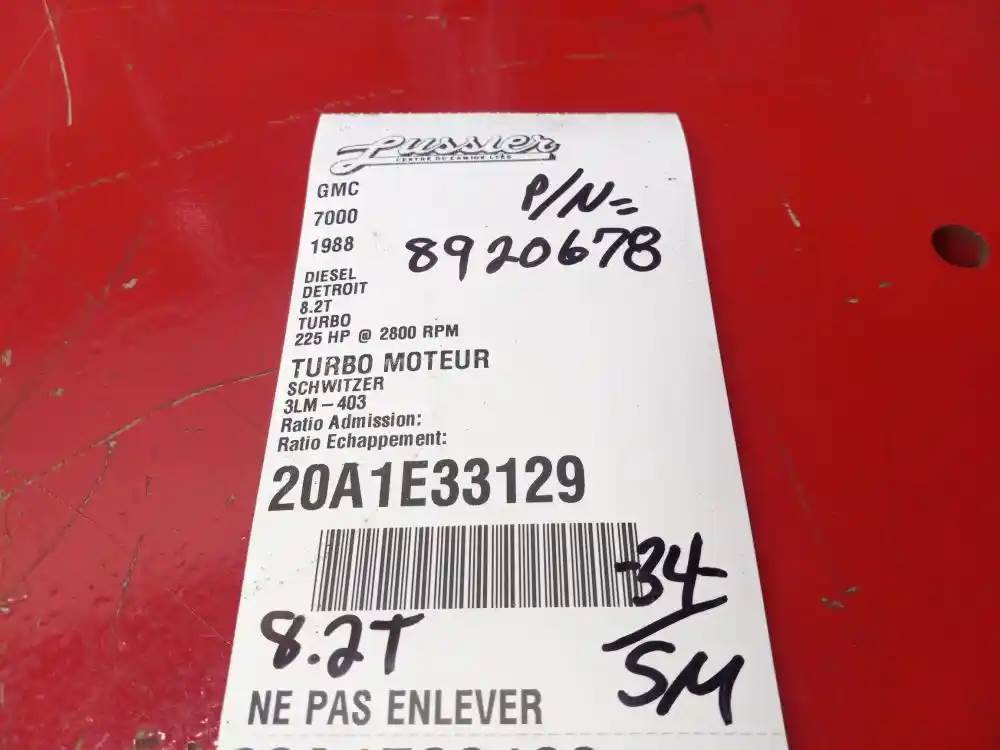 Lussier
CENTRE DU CAMION LTÉE
GMC
P/N=
7000
8920678
1988
DIESEL
DETROIT
8.2T
TURBO
225 HP @ 2800 RPM
TURBO MOTEUR
SCHWITZER
3LM – 403
Ratio Admission:
Ratio Echappement:
20A1E33129
-34
8.2T
SM
NE PAS ENLEVER